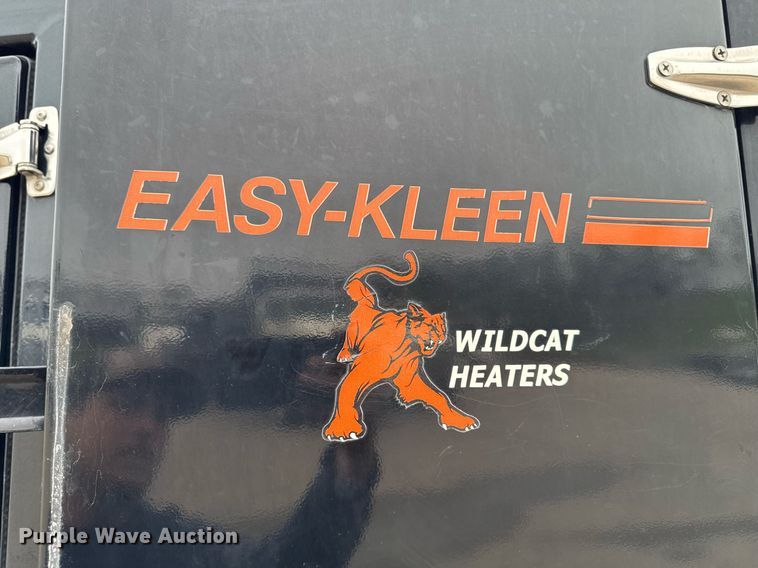 EASY-KLEEN
WILDCAT
HEATERS
Purple Wave Auction